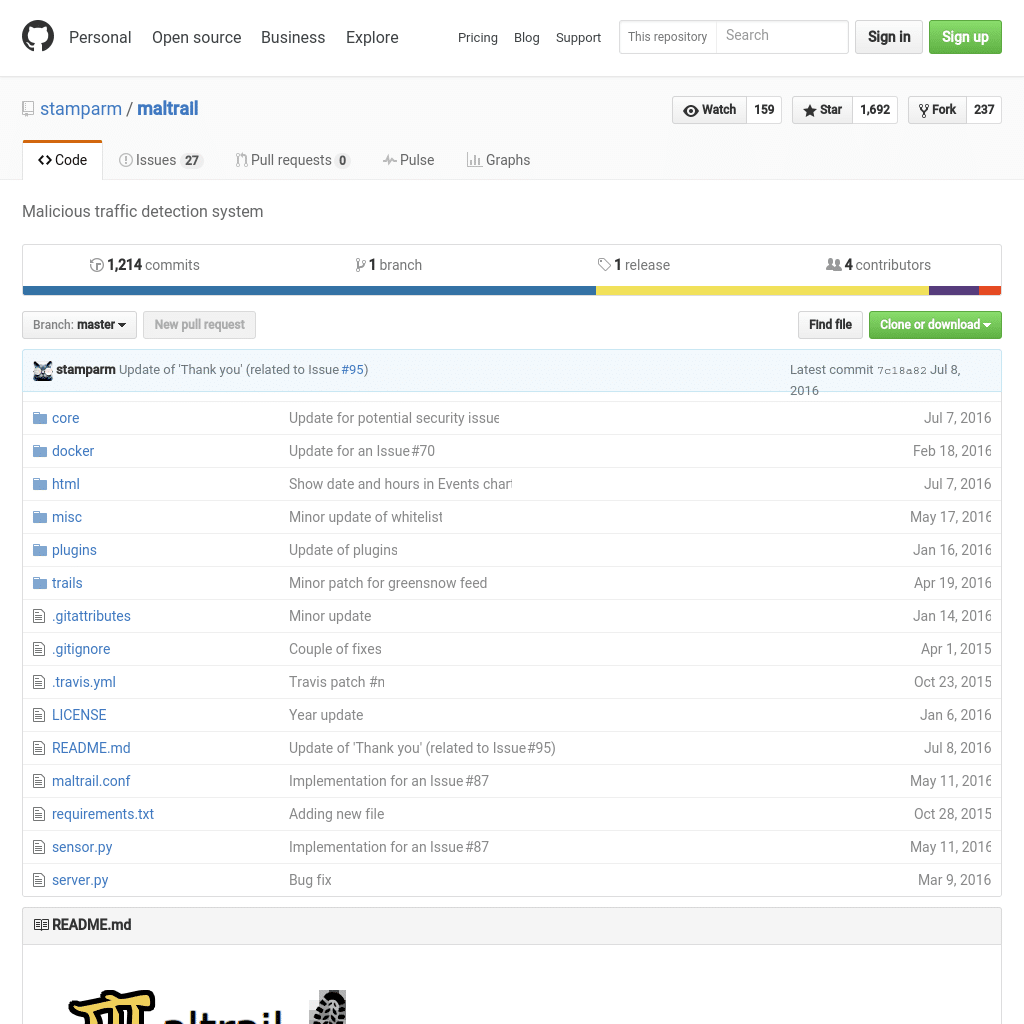 Personal Open source Business Explore Pricing Blog Support This repository Search Sign in Sign up
stamparm / maltrail Watch 159 Star 1,692 Fork 237
Code Issues 27 Pull requests 0 Pulse Graphs
Malicious traffic detection system
1,214 commits 1 branch 1 release 4 contributors
Branch: master New pull request Find file Clone or download
stamparm Update of 'Thank you' (related to Issue #95) Latest commit 7c18a82 Jul 8,
2016
core Update for potential security issue Jul 7, 2016
docker Update for an Issue #70 Feb 18, 2016
html Show date and hours in Events chart Jul 7, 2016
misc Minor update of whitelist May 17, 2016
plugins Update of plugins Jan 16, 2016
trails Minor patch for greensnow feed Apr 19, 2016
.gitattributes Minor update Jan 14, 2016
.gitignore Couple of fixes Apr 1, 2015
.travis.yml Travis patch #n Oct 23, 2015
LICENSE Year update Jan 6, 2016
README.md Update of 'Thank you' (related to Issue #95) Jul 8, 2016
maltrail.conf Implementation for an Issue #87 May 11, 2016
requirements.txt Adding new file Oct 28, 2015
sensor.py Implementation for an Issue #87 May 11, 2016
server.py Bug fix Mar 9, 2016
README.md
maltrail